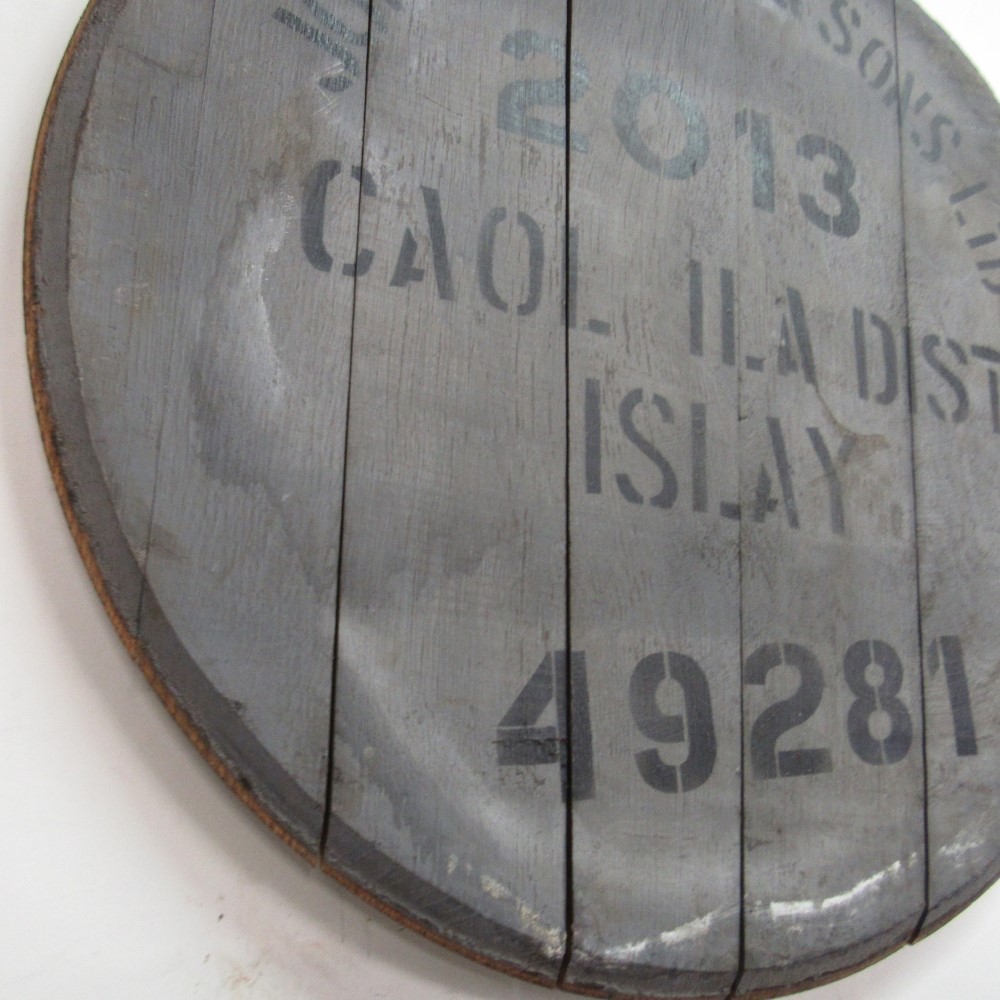 & SONS LTD
2013
CAOL ILA DIST
ISLAY
49281